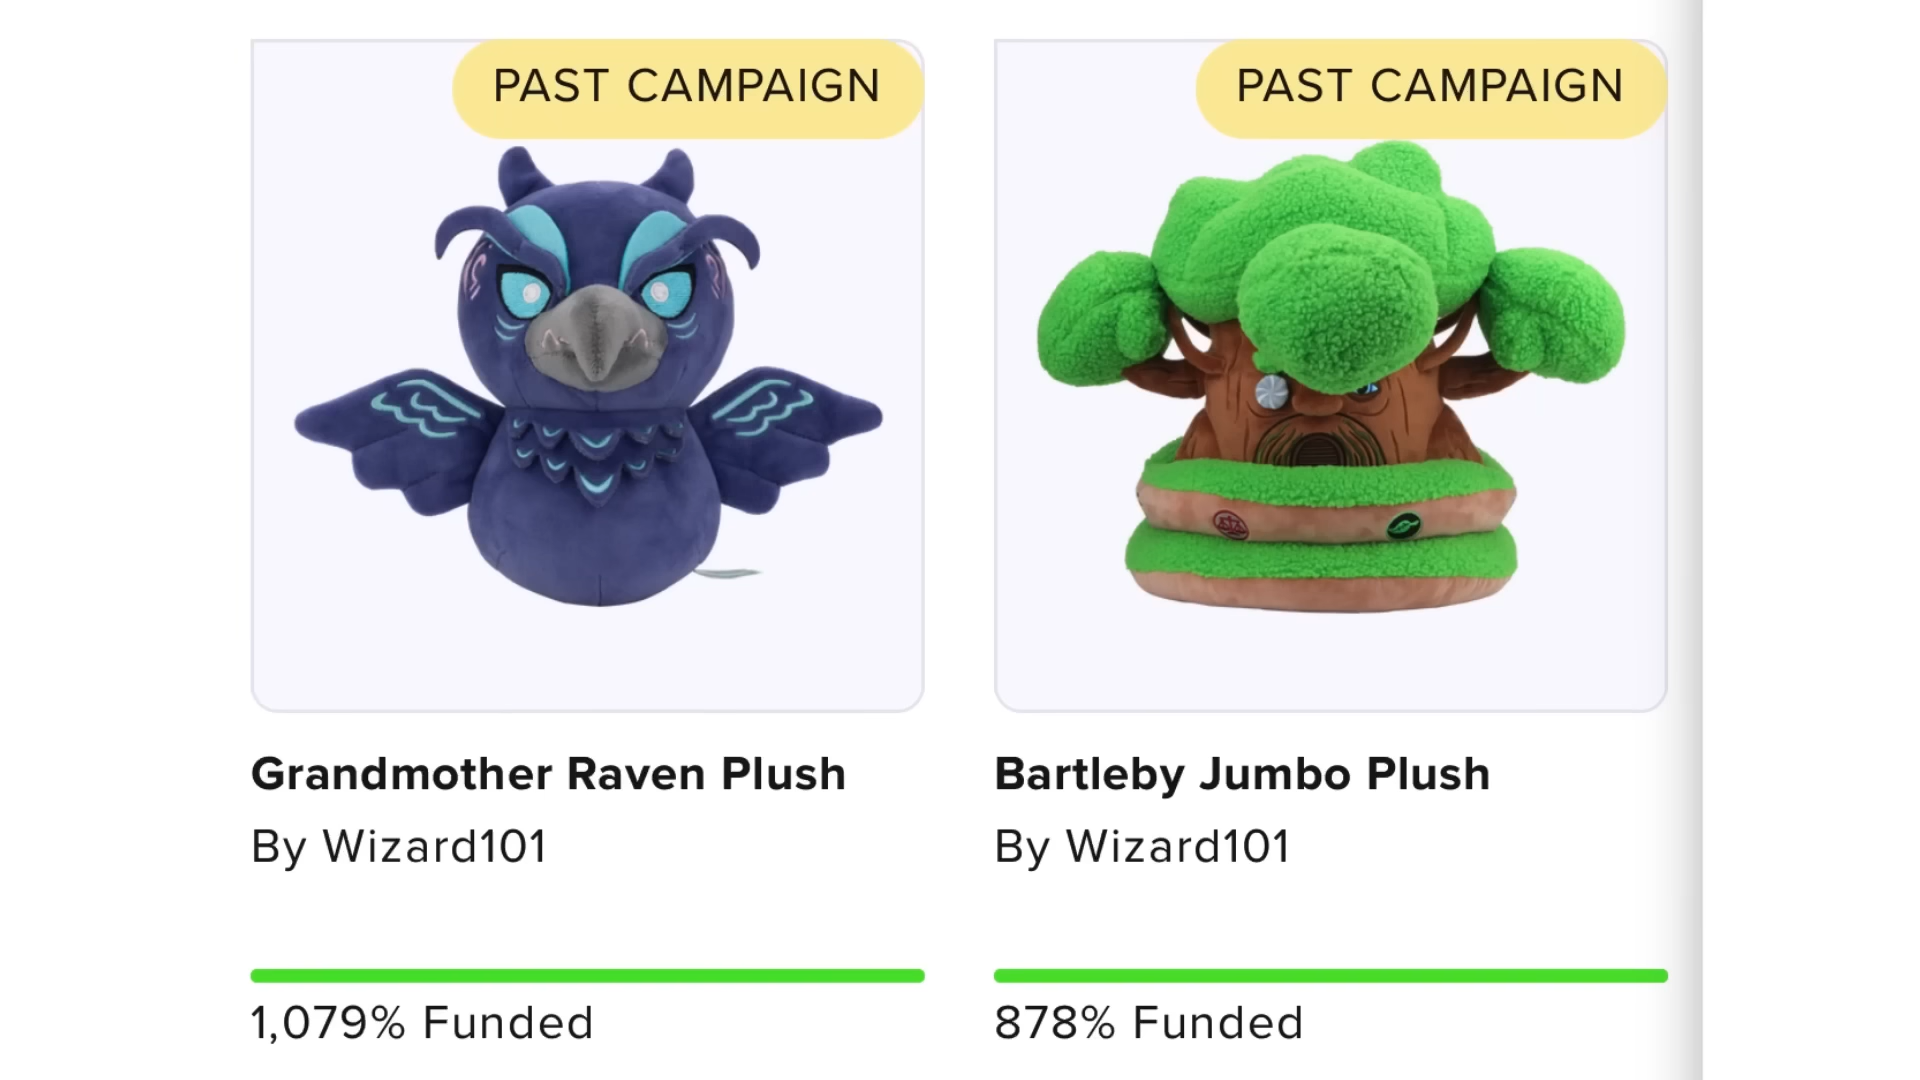 PAST CAMPAIGN
Grandmother Raven Plush
By Wizard101
1,079% Funded
PAST CAMPAIGN
Bartleby Jumbo Plush
By Wizard101
878% Funded